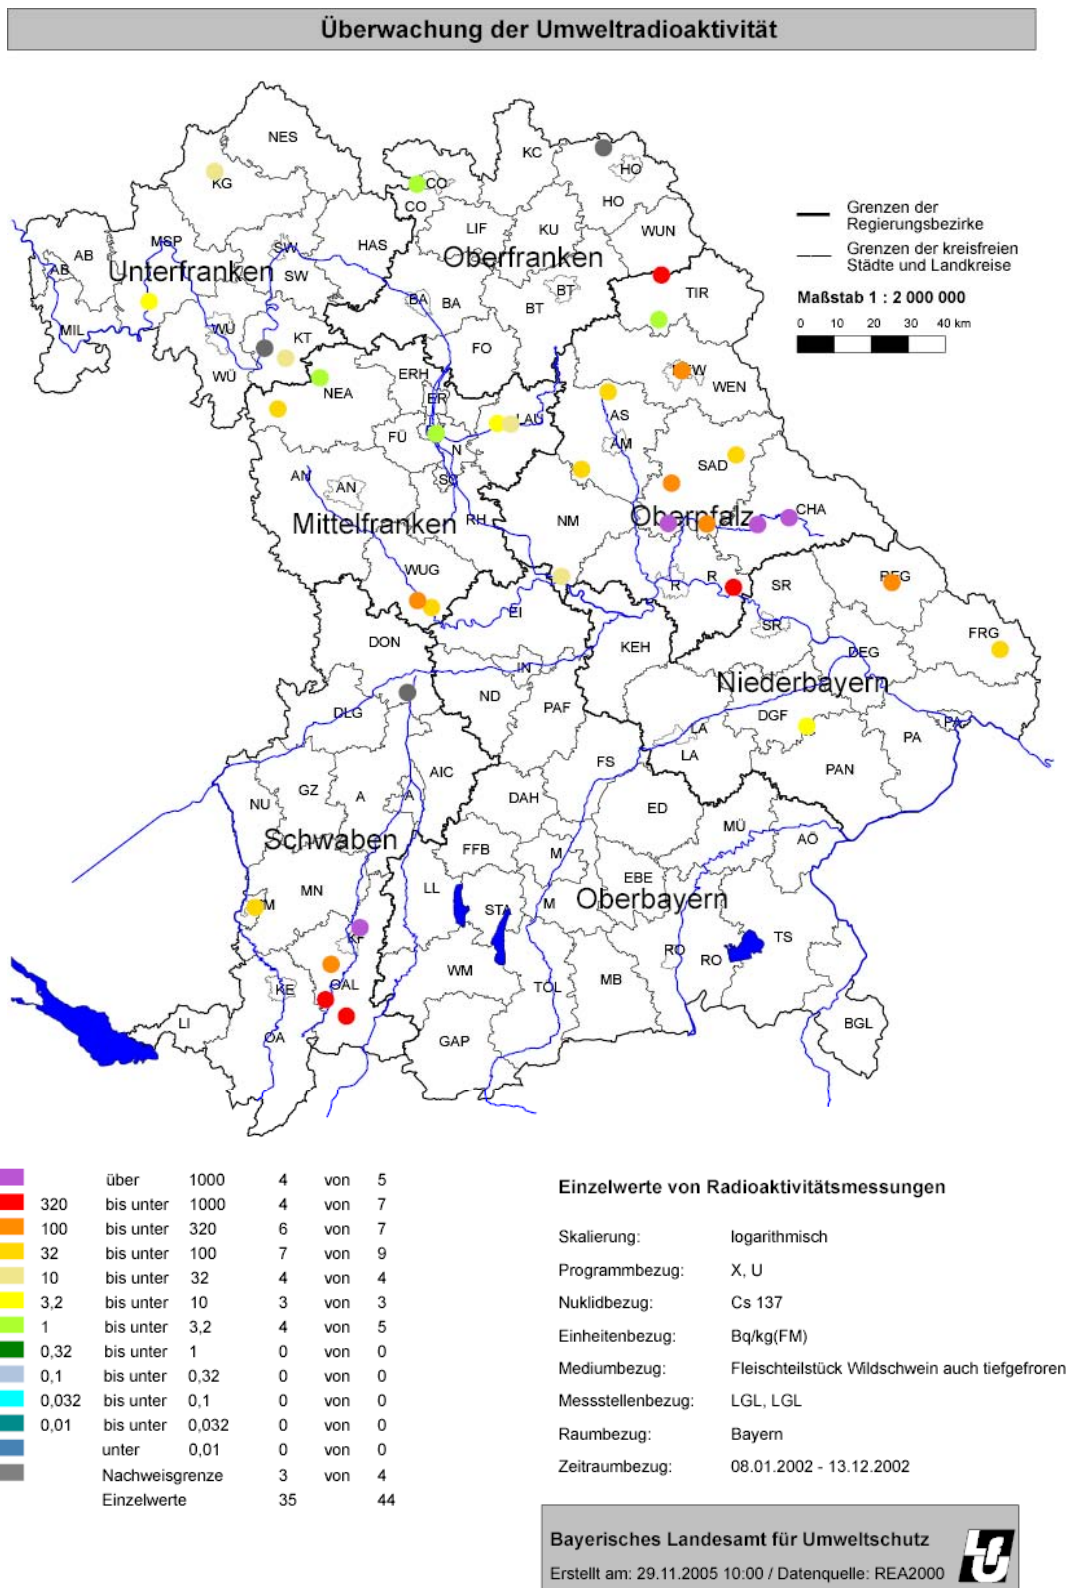 Überwachung der Umweltradioaktivität
NES
KC
HO
KG
CO
HO
CO
Grenzen der
Regierungsbezirke
LIF
KU
WUN
MSP
SW
HAS
Grenzen der kreisfreien
Städte und Landkreise
AB
Oberfranken
AB
Unterfranken
SW
TIR
Maßstab 1 : 2 000 000
BA
BA
BT
BT
0 10 20 30 40 km
MIL
WÜ
KT
FO
WÜ
ERH
NEA
WEN
ER
AS
LAU
FÜ
N
AM
SAD
AN
AN
SC
CHA
Mittelfranken
RH
NM
Oberpfalz
WUG
R
R
SR
REG
EI
DON
KEH
SR
FRG
DEG
IN
Niederbayern
ND
PAF
DLG
DGF
PA
LA
PA
LA
PAN
FS
AIC
GZ
A
A
DAH
NU
ED
MÜ
AÖ
Schwaben
FFB
M
MN
LL
EBE
Oberbayern
M
STA
TS
KF
RO
RO
WM
MB
TÖL
OAL
KE
LI
OA
GAP
BGL
über 1000 4 von 5
320 bis unter 1000 4 von 7
100 bis unter 320 6 von 7
32 bis unter 100 7 von 9
10 bis unter 32 4 von 4
3,2 bis unter 10 3 von 3
1 bis unter 3,2 4 von 5
0,32 bis unter 1 0 von 0
0,1 bis unter 0,32 0 von 0
0,032 bis unter 0,1 0 von 0
0,01 bis unter 0,032 0 von 0
unter 0,01 0 von 0
Nachweisgrenze 3 von 4
Einzelwerte 35 44
Einzelwerte von Radioaktivitätsmessungen
Skalierung: logarithmisch
Programmbezug: X, U
Nuklidbezug: Cs 137
Einheitenbezug: Bq/kg(FM)
Mediumbezug: Fleischteilstück Wildschwein auch tiefgefroren
Messstellenbezug: LGL, LGL
Raumbezug: Bayern
Zeitraumbezug: 08.01.2002 - 13.12.2002
Bayerisches Landesamt für Umweltschutz
Erstellt am: 29.11.2005 10:00 / Datenquelle: REA2000
LfU